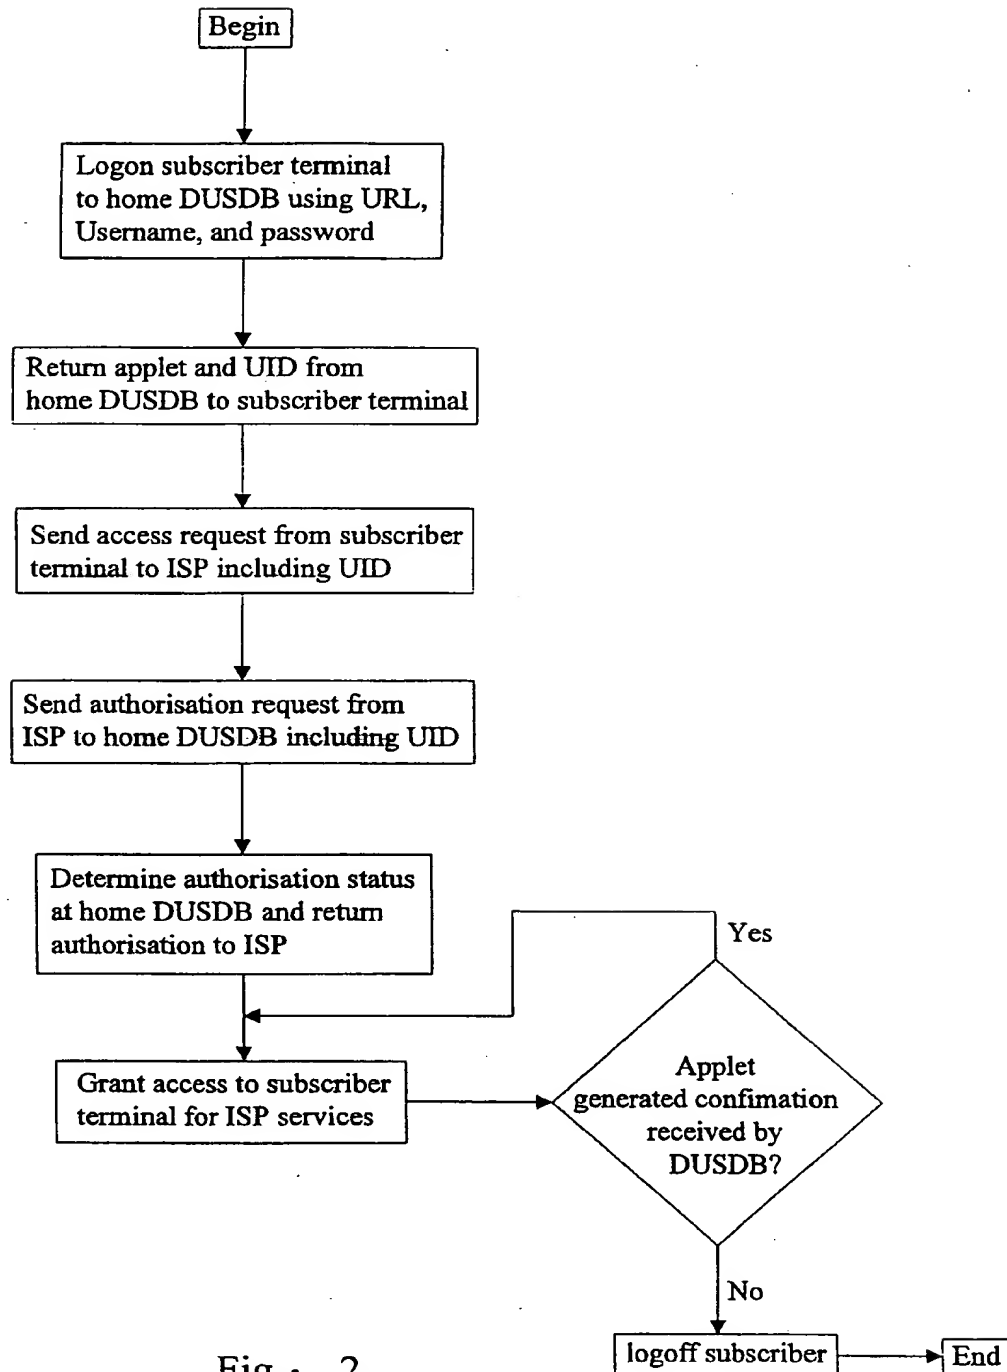 Begin
Logon subscriber terminal
to home DUSDB using URL,
Username, and password
Return applet and UID from
home DUSDB to subscriber terminal
Send access request from subscriber
terminal to ISP including UID
Send authorisation request from
ISP to home DUSDB including UID
Determine authorisation status
at home DUSDB and return
authorisation to ISP
Yes
Grant access to subscriber
terminal for ISP services
Applet
generated confimation
received by
DUSDB?
No
logoff subscriber
End
Fig. 2